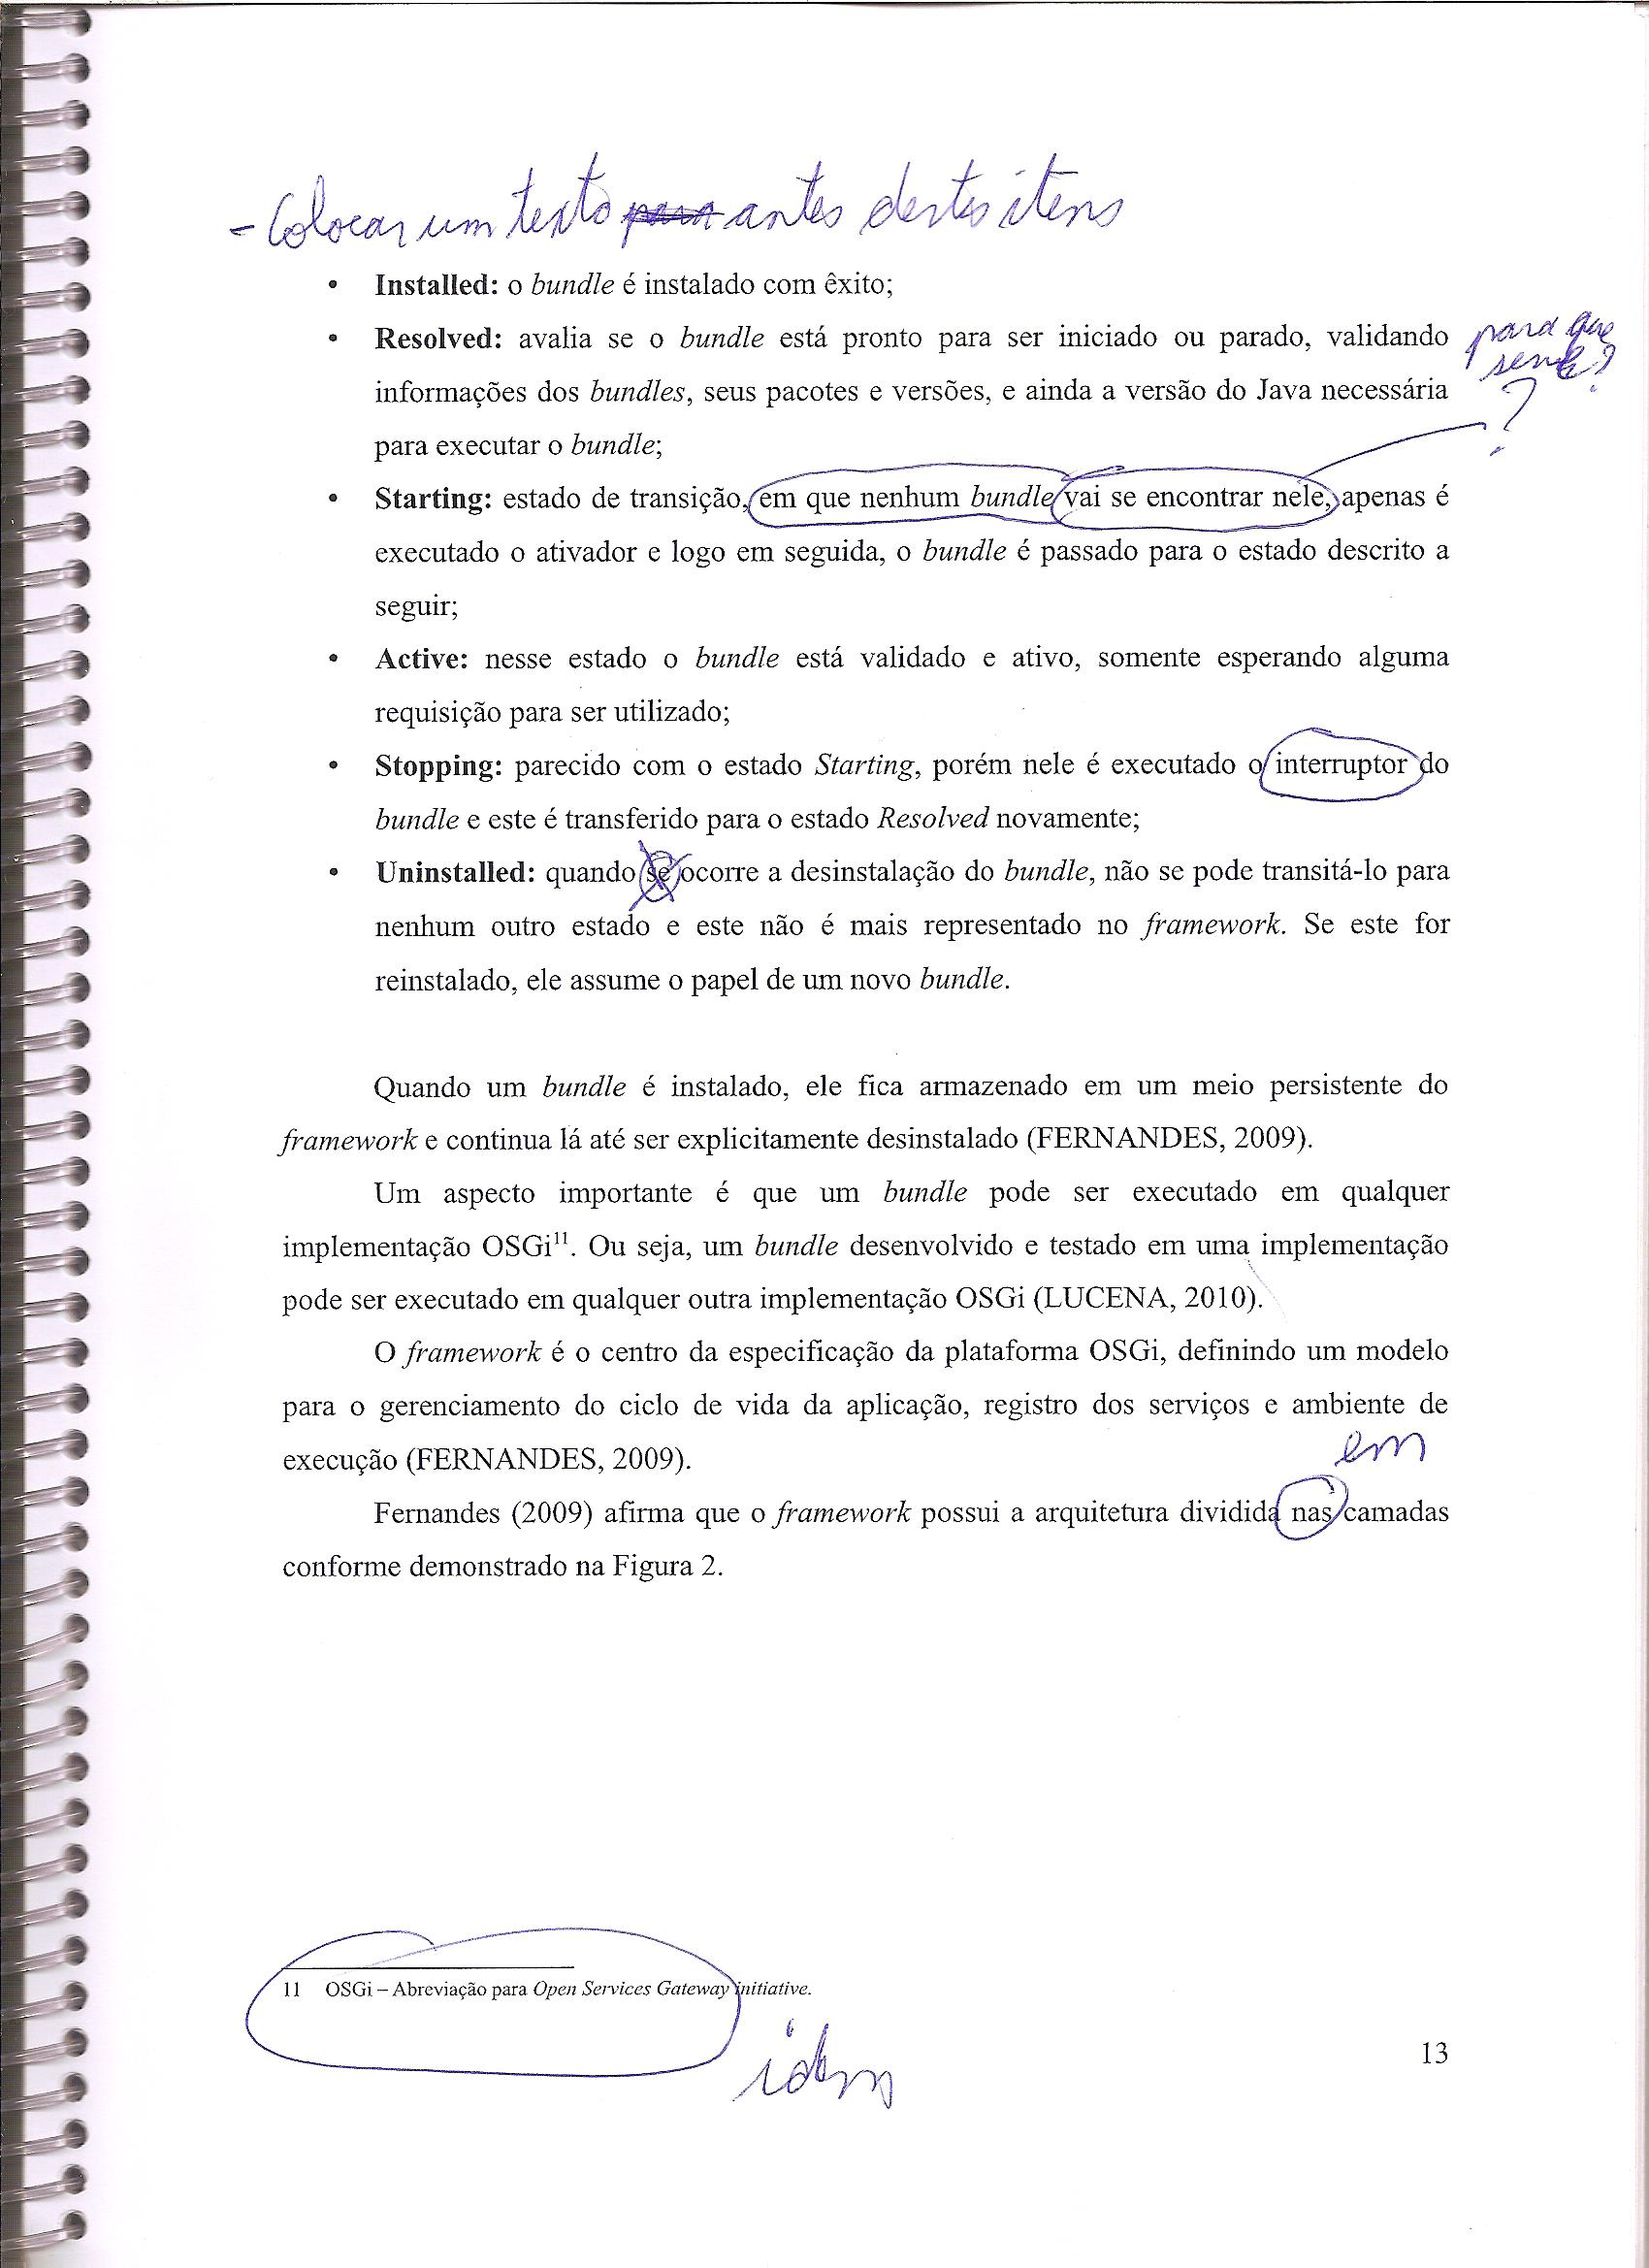 - Colocar um texto para antes destes itens
• Installed: o bundle é instalado com êxito;
• Resolved: avalia se o bundle está pronto para ser iniciado ou parado, validando
para que
serve?
informações dos bundles, seus pacotes e versões, e ainda a versão do Java necessária
?
para executar o bundle;
• Starting: estado de transição, em que nenhum bundle vai se encontrar nele, apenas é
executado o ativador e logo em seguida, o bundle é passado para o estado descrito a
seguir;
• Active: nesse estado o bundle está validado e ativo, somente esperando alguma
requisição para ser utilizado;
• Stopping: parecido com o estado Starting, porém nele é executado o interruptor do
bundle e este é transferido para o estado Resolved novamente;
• Uninstalled: quando se ocorre a desinstalação do bundle, não se pode transitá-lo para
nenhum outro estado e este não é mais representado no framework. Se este for
reinstalado, ele assume o papel de um novo bundle.
Quando um bundle é instalado, ele fica armazenado em um meio persistente do
framework e continua lá até ser explicitamente desinstalado (FERNANDES, 2009).
Um aspecto importante é que um bundle pode ser executado em qualquer
implementação OSGi11. Ou seja, um bundle desenvolvido e testado em uma implementação
pode ser executado em qualquer outra implementação OSGi (LUCENA, 2010).
O framework é o centro da especificação da plataforma OSGi, definindo um modelo
para o gerenciamento do ciclo de vida da aplicação, registro dos serviços e ambiente de
execução (FERNANDES, 2009).
em
Fernandes (2009) afirma que o framework possui a arquitetura dividida nas camadas
conforme demonstrado na Figura 2.
11 OSGi – Abreviação para Open Services Gateway initiative.
idem
13